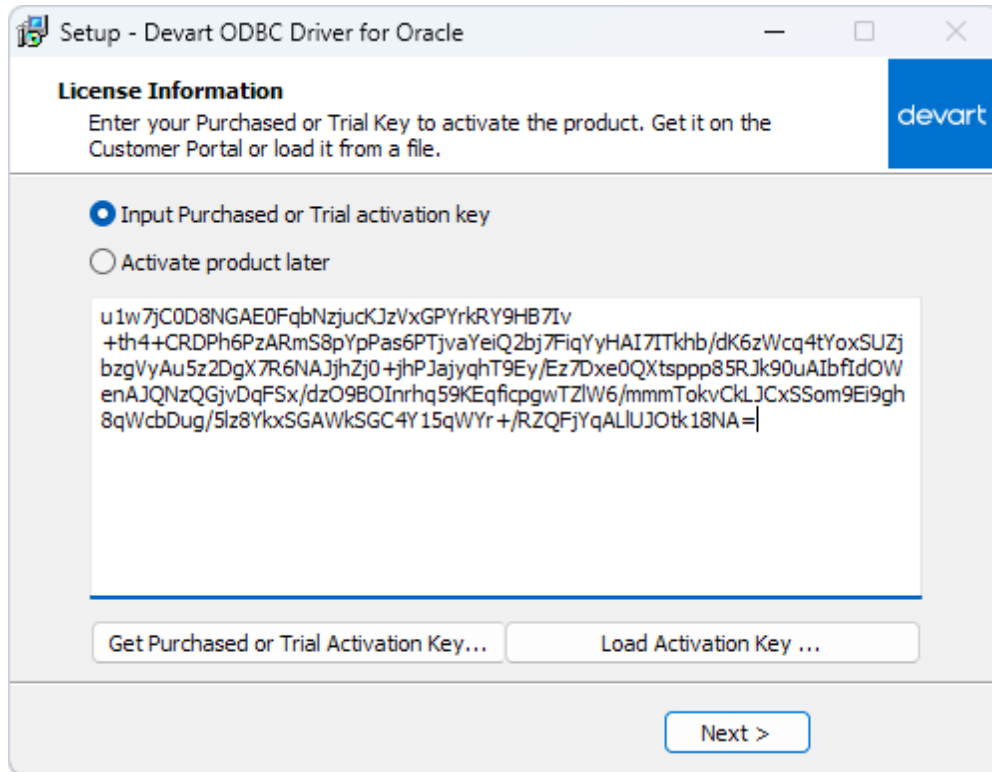 Setup - Devart ODBC Driver for Oracle
License Information
Enter your Purchased or Trial Key to activate the product. Get it on the
Customer Portal or load it from a file.
devart
Input Purchased or Trial activation key
Activate product later
u1w7jC0D8NGAE0FqbNzjucKJzVxGPYrkRY9HB7Iv
+th4+CRDPh6PzARmS8pYpPas6PTjvaYeiQ2bj7FiqYyHAI7ITkhb/dK6zWcq4tYoxSUZj
bzgVyAu5z2DgX7R6NAJjhZj0+jhPJajyqhT9Ey/Ez7Dxe0QXtsppp85RJk90uAIbfIdOW
enAJQNzQGjvDqFSx/dzO9BOInrhq59KEqficpgwTZlW6/mmmTokvCkLJCxSSom9Ei9gh
8qWcbDug/5lz8YkxSGAWkSGC4Y15qWYr+/RZQFjYqALlUJOtk18NA=
Get Purchased or Trial Activation Key...
Load Activation Key ...
Next >